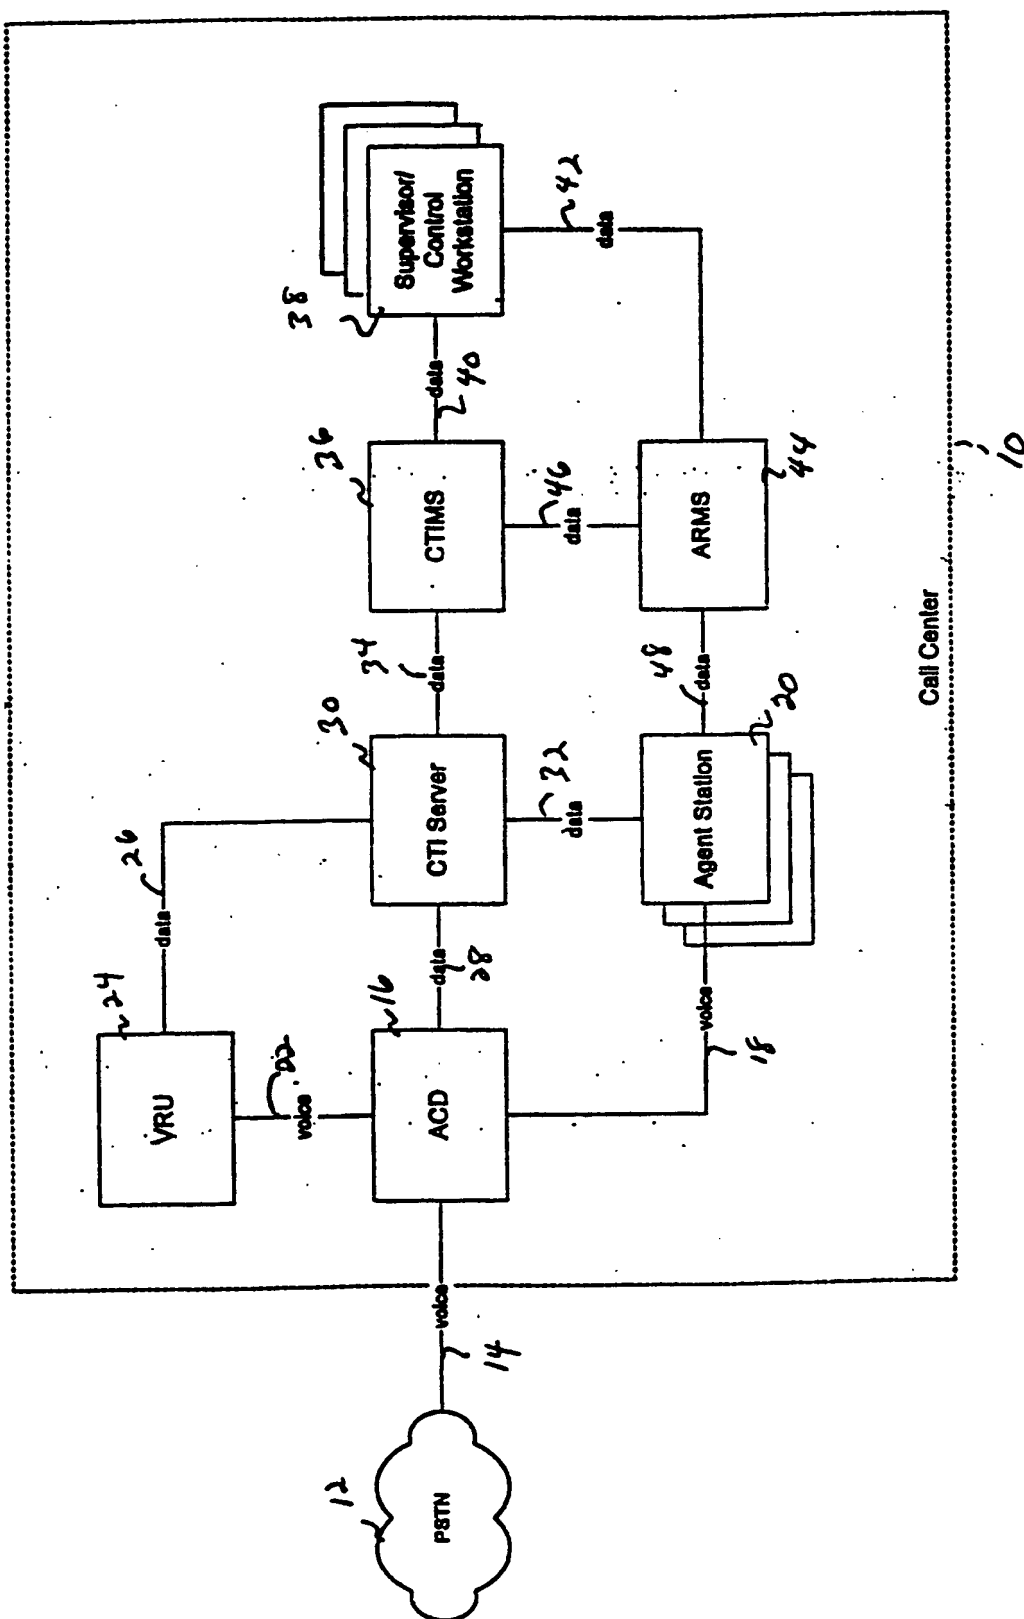 12
PSTN
14
voice
VRU
24
26
data
22
voice
ACD
16
data
28
voice
18
CTI Server
30
data
32
Agent Station
20
34
data
48
data
CTIMS
36
data
46
ARMS
44
data
40
38
Supervisor/
Control
Workstation
42
data
Call Center
10